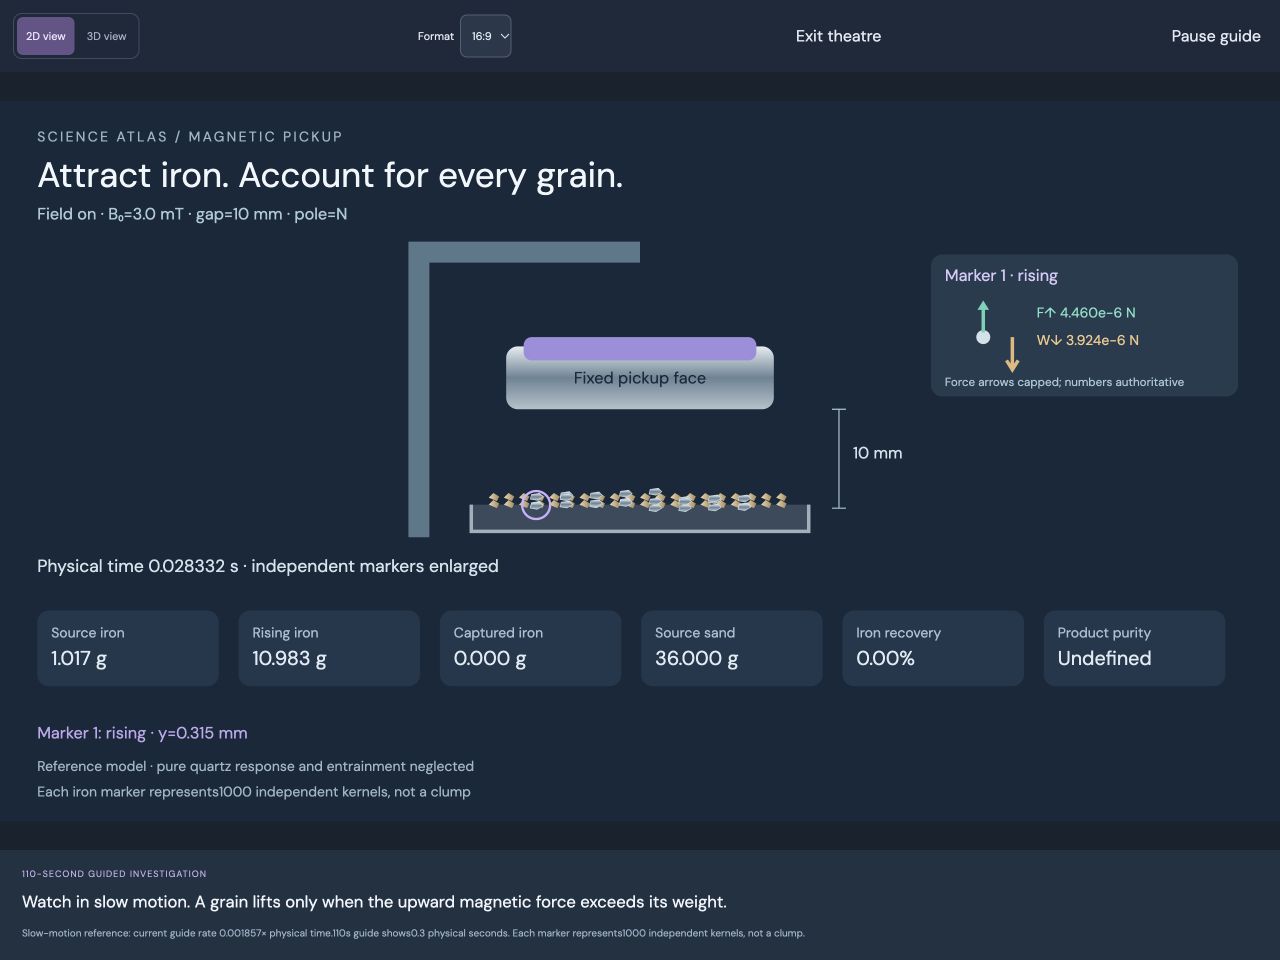 2D view 3D view Format 16:9 Exit theatre Pause guide
SCIENCE ATLAS / MAGNETIC PICKUP
Attract iron. Account for every grain.
Field on · B₀=3.0 mT · gap=10 mm · pole=N
Marker 1 · rising
F↑ 4.460e-6 N
W↓ 3.924e-6 N
Force arrows capped; numbers authoritative
Fixed pickup face
10 mm
Physical time 0.028332 s · independent markers enlarged
Source iron
1.017 g
Rising iron
10.983 g
Captured iron
0.000 g
Source sand
36.000 g
Iron recovery
0.00%
Product purity
Undefined
Marker 1: rising · y=0.315 mm
Reference model · pure quartz response and entrainment neglected
Each iron marker represents1000 independent kernels, not a clump
110-SECOND GUIDED INVESTIGATION
Watch in slow motion. A grain lifts only when the upward magnetic force exceeds its weight.
Slow-motion reference: current guide rate 0.001857× physical time.110s guide shows0.3 physical seconds. Each marker represents1000 independent kernels, not a clump.